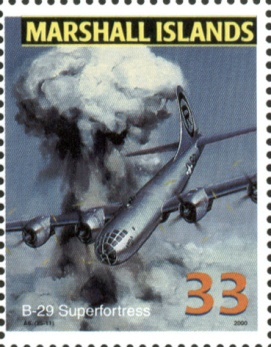 MARSHALL ISLANDS
33
B-29 Superfortress
2000